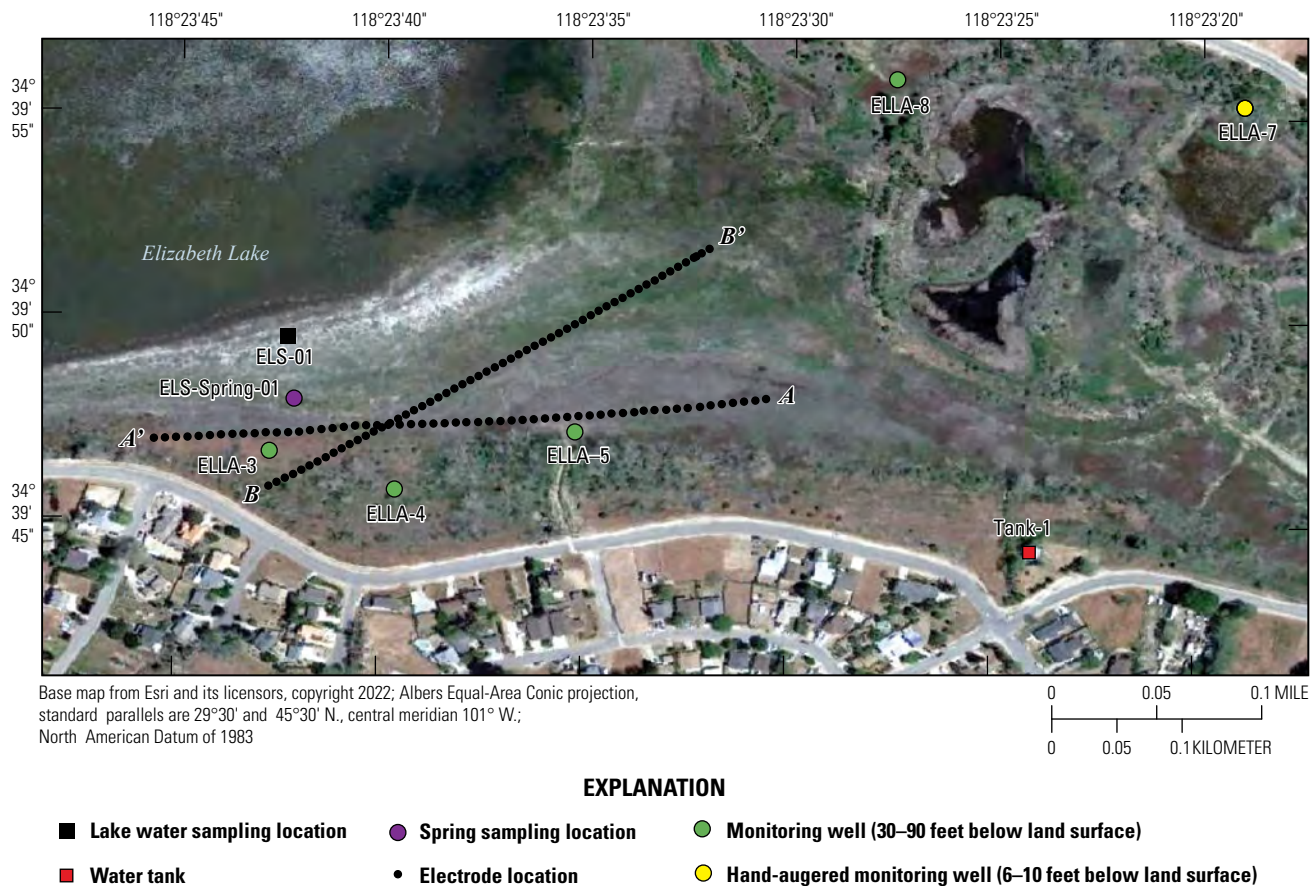 118°23'45" 118°23'40" 118°23'35" 118°23'30" 118°23'24" 118°23'20"
34°
39'
55"
ELLA-8
ELLA-7
Elizabeth Lake
B'
34°
39'
50"
ELS-01
ELS-Spring-01
A
A'
ELLA-3
ELLA–5
B
ELLA-4
34°
39'
45"
Tank-1
Base map from Esri and its licensors, copyright 2022; Albers Equal-Area Conic projection,
standard parallels are 29°30' and 45°30' N., central meridian 101° W.;
North American Datum of 1983
0 0.05 0.1 MILE
0 0.05 0.1 KILOMETER
EXPLANATION
Lake water sampling location
Spring sampling location
Monitoring well (30–90 feet below land surface)
Water tank
Electrode location
Hand-augered monitoring well (6–10 feet below land surface)